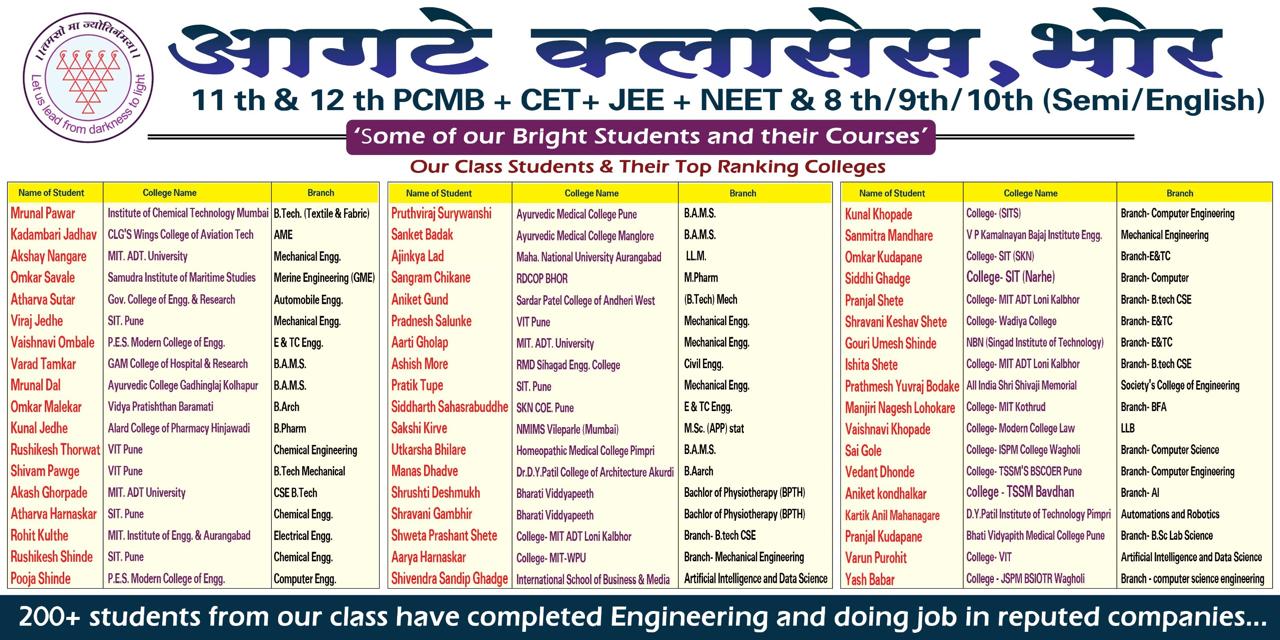 ।।तमसो मा ज्योतिर्गमय।।
Let us lead from darkness to light
आगटे क्लासेस, भोर
11 th & 12 th PCMB + CET+ JEE + NEET & 8 th/9th/10th (Semi/English)
‘Some of our Bright Students and their Courses’
Our Class Students & Their Top Ranking Colleges
Name of Student College Name Branch
Mrunal Pawar Institute of Chemical Technology Mumbai B.Tech. (Textile & Fabric)
Kadambari Jadhav CLG'S Wings College of Aviation Tech AME
Akshay Nangare MIT. ADT. University Mechanical Engg.
Omkar Savale Samudra Institute of Maritime Studies Merine Engineering (GME)
Atharva Sutar Gov. College of Engg. & Research Automobile Engg.
Viraj Jedhe SIT. Pune Mechanical Engg.
Vaishnavi Ombale P.E.S. Modern College of Engg. E & TC Engg.
Varad Tamkar GAM College of Hospital & Research B.A.M.S.
Mrunal Dal Ayurvedic College Gadhinglaj Kolhapur B.A.M.S.
Omkar Malekar Vidya Pratishthan Baramati B.Arch
Kunal Jedhe Alard College of Pharmacy Hinjawadi B.Pharm
Rushikesh Thorwat VIT Pune Chemical Engineering
Shivam Pawge VIT Pune B.Tech Mechanical
Akash Ghorpade MIT. ADT University CSE B.Tech
Atharva Harnaskar SIT. Pune Chemical Engg.
Rohit Kulthe MIT. Institute of Engg. & Aurangabad Electrical Engg.
Rushikesh Shinde SIT. Pune Chemical Engg.
Pooja Shinde P.E.S. Modern College of Engg. Computer Engg.
Name of Student College Name Branch
Pruthviraj Surywanshi Ayurvedic Medical College Pune B.A.M.S.
Sanket Badak Ayurvedic Medical College Manglore B.A.M.S.
Ajinkya Lad Maha. National University Aurangabad LL.M.
Sangram Chikane RDCOP BHOR M.Pharm
Aniket Gund Sardar Patel College of Andheri West (B.Tech) Mech
Pradnesh Salunke VIT Pune Mechanical Engg.
Aarti Gholap MIT. ADT. University Mechanical Engg.
Ashish More RMD Sihagad Engg. College Civil Engg.
Pratik Tupe SIT. Pune Mechanical Engg.
Siddharth Sahasrabuddhe SKN COE. Pune E & TC Engg.
Sakshi Kirve NMIMS Vileparle (Mumbai) M.Sc. (APP) stat
Utkarsha Bhilare Homeopathic Medical College Pimpri B.A.M.S.
Manas Dhadve Dr.D.Y.Patil College of Architecture Akurdi B.Aarch
Shrushti Deshmukh Bharati Viddyapeeth Bachlor of Physiotherapy (BPTH)
Shravani Gambhir Bharati Viddyapeeth Bachlor of Physiotherapy (BPTH)
Shweta Prashant Shete College- MIT ADT Loni Kalbhor Branch- B.tech CSE
Aarya Harnaskar College- MIT-WPU Branch- Mechanical Engineering
Shivendra Sandip Ghadge International School of Business & Media Artificial Intelligence and Data Science
Name of Student College Name Branch
Kunal Khopade College- (SITS) Branch- Computer Engineering
Sanmitra Mandhare V P Kamalnayan Bajaj Institute Engg. Mechanical Engineering
Omkar Kudapane College- SIT (SKN) Branch-E&TC
Siddhi Ghadge College- SIT (Narhe) Branch- Computer
Pranjal Shete College- MIT ADT Loni Kalbhor Branch- B.tech CSE
Shravani Keshav Shete College- Wadiya College Branch- E&TC
Gouri Umesh Shinde NBN (Singad Institute of Technology) Branch- E&TC
Ishita Shete College- MIT ADT Loni Kalbhor Branch- B.tech CSE
Prathmesh Yuvraj Bodake All India Shri Shivaji Memorial Society's College of Engineering
Manjiri Nagesh Lohokare College- MIT Kothrud Branch- BFA
Vaishnavi Khopade College- Modern College Law LLB
Sai Gole College- ISPM College Wagholi Branch- Computer Science
Vedant Dhonde College- TSSM'S BSCOER Pune Branch- Computer Engineering
Aniket kondhalkar College - TSSM Bavdhan Branch- AI
Kartik Anil Mahanagare D.Y.Patil Institute of Technology Pimpri Automations and Robotics
Pranjal Kudapane Bhati Vidyapith Medical College Pune Branch- B.Sc Lab Science
Varun Purohit College- VIT Artificial Intelligence and Data Science
Yash Babar College - JSPM BSIOTR Wagholi Branch - computer science engineering
200+ students from our class have completed Engineering and doing job in reputed companies...